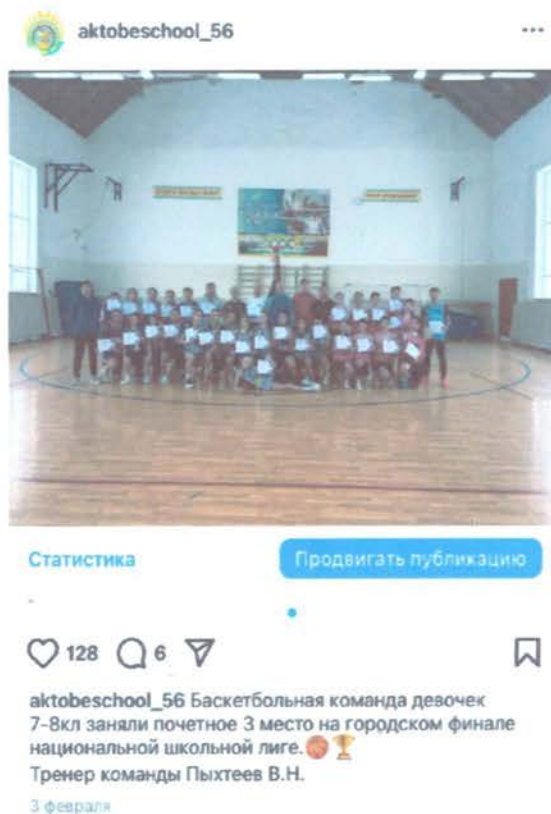 aktobeschool_56
Статистика
Продвигать публикацию
128
6
aktobeschool_56 Баскетбольная команда девочек
7-8кл заняли почетное 3 место на городском финале
национальной школьной лиге.
Тренер команды Пыхтеев В.Н.
3 февраля